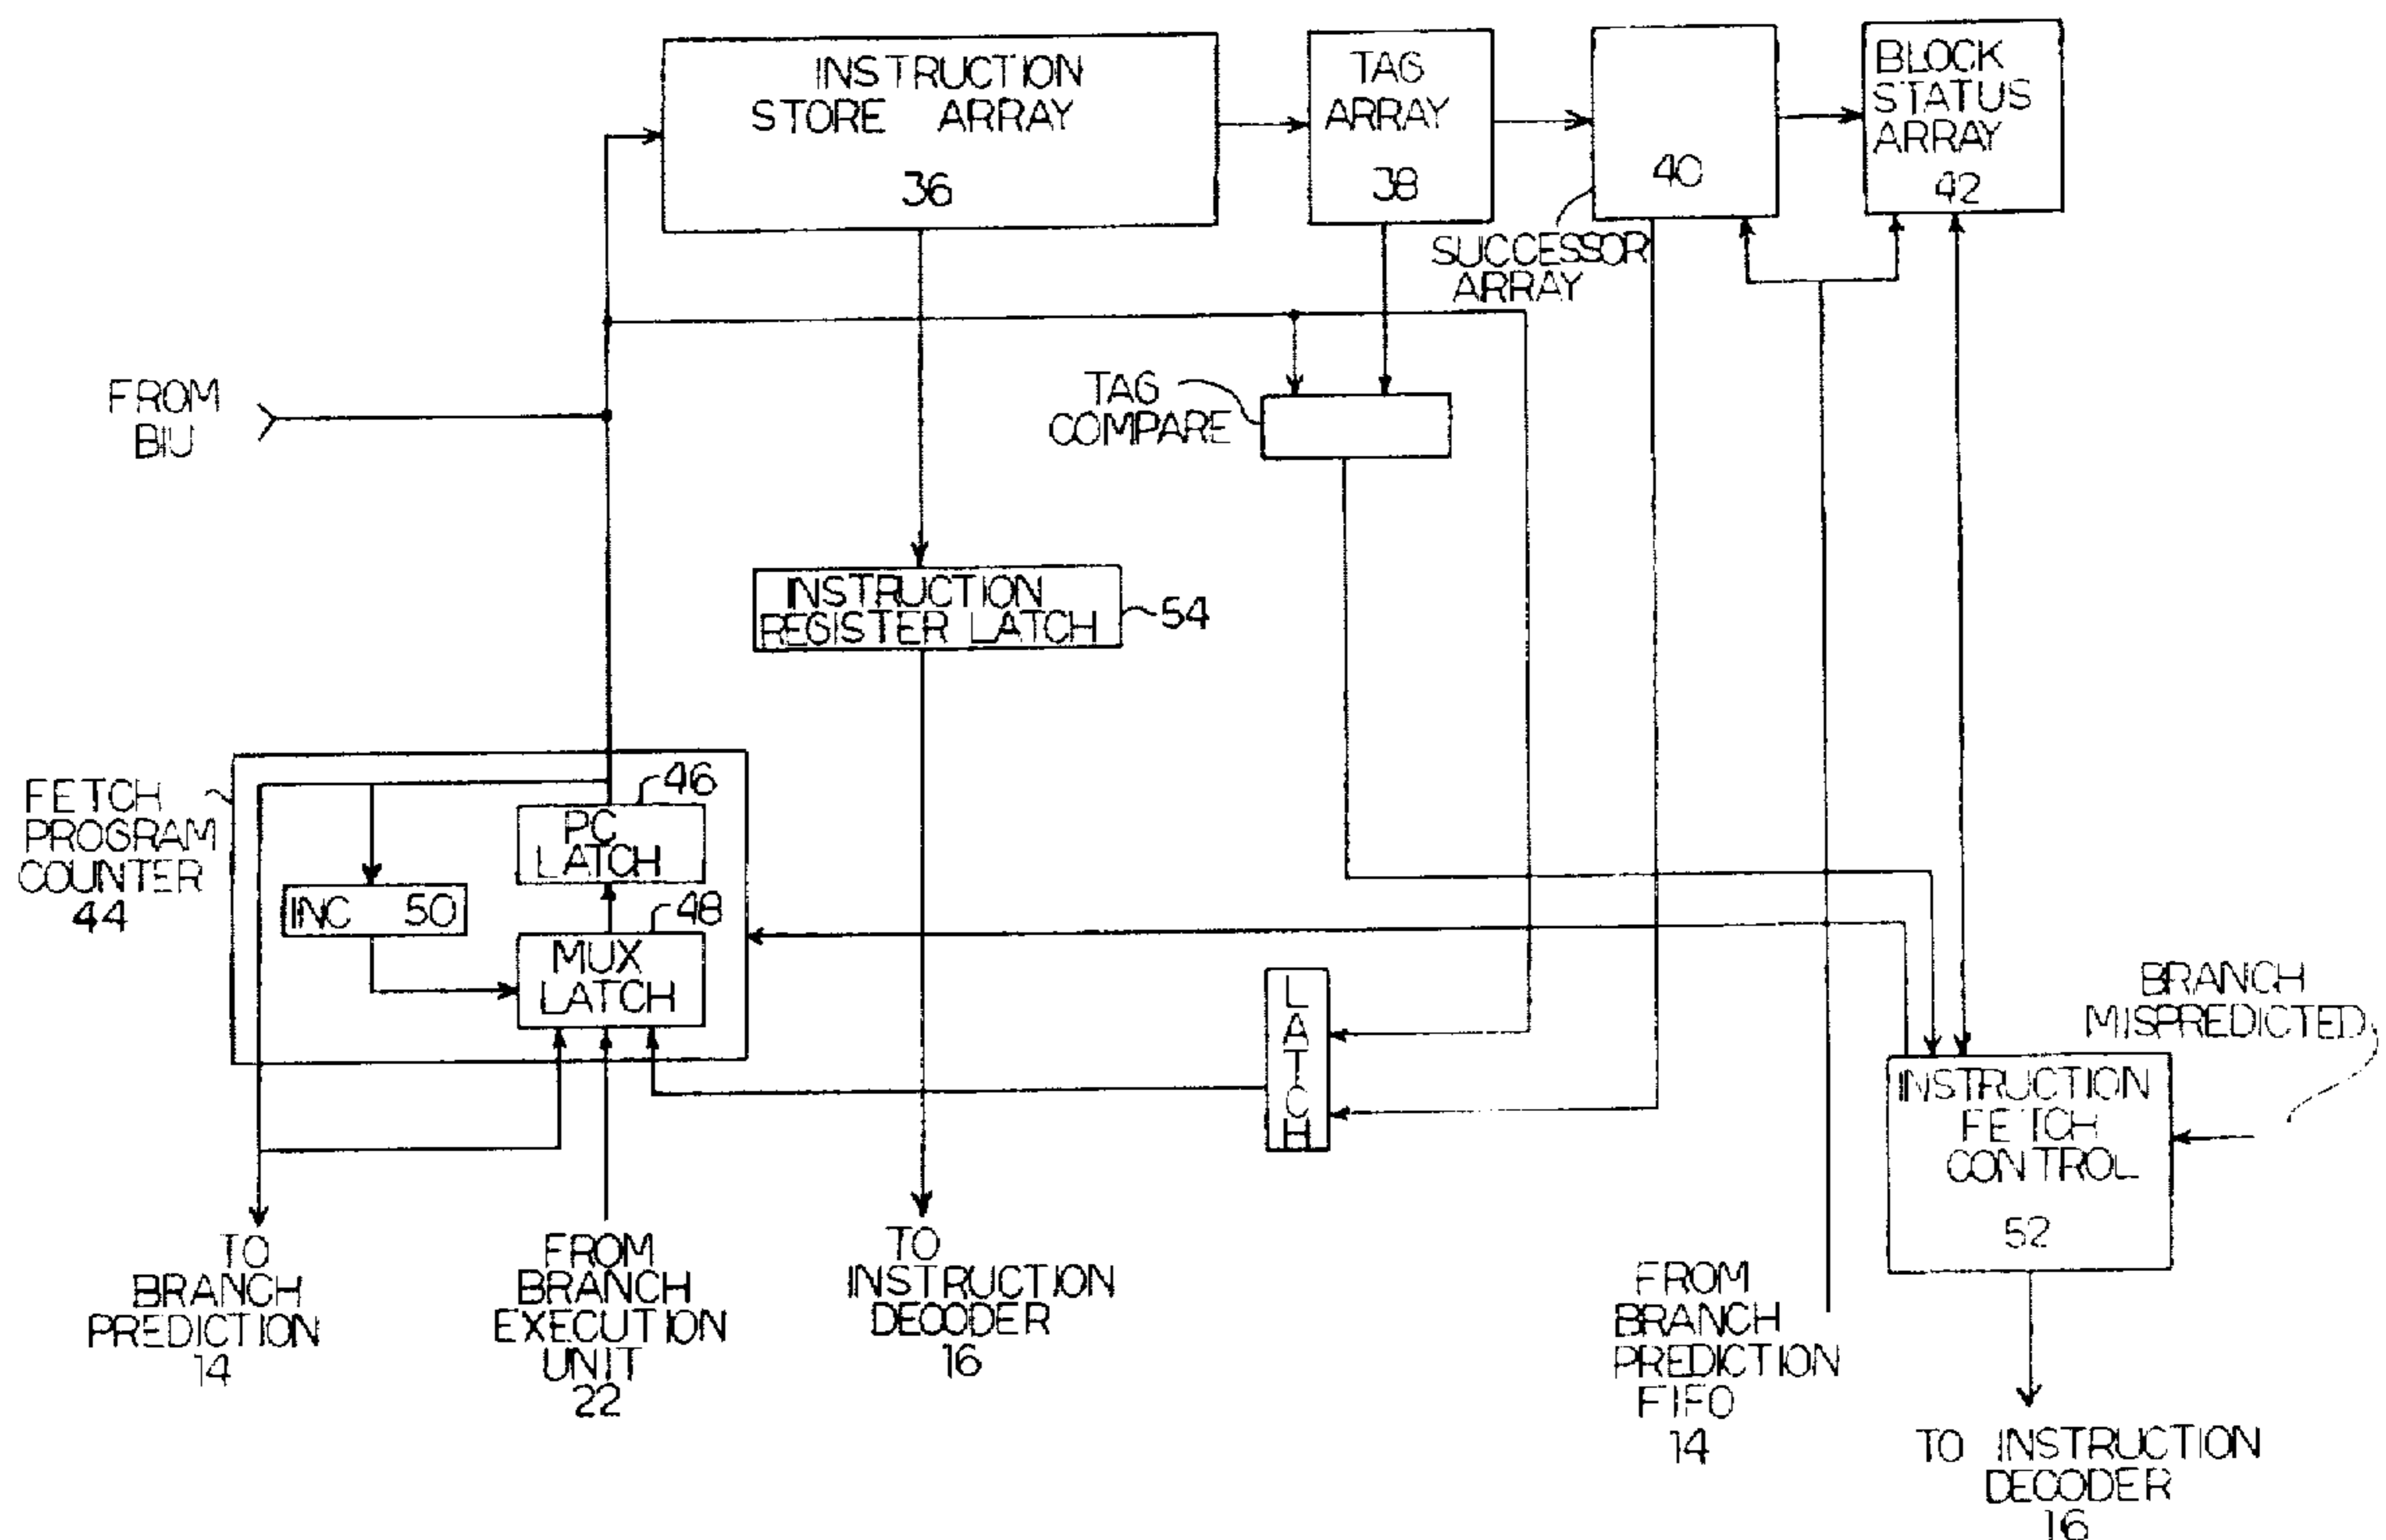 INSTRUCTION
STORE ARRAY
36
TAG
ARRAY
38
40
SUCCESSOR
ARRAY
BLOCK
STATUS
ARRAY
42
FROM
BIU
TAG
COMPARE
INSTRUCTION
REGISTER LATCH
54
FETCH
PROGRAM
COUNTER
44
46
PC
LATCH
INC 50
48
MUX
LATCH
LATCH
BRANCH
MISPREDICTED
INSTRUCTION
FETCH
CONTROL
52
TO
BRANCH
PREDICTION
14
FROM
BRANCH
EXECUTION
UNIT
22
TO
INSTRUCTION
DECODER
16
FROM
BRANCH
PREDICTION
FIFO
14
TO INSTRUCTION
DECODER
16